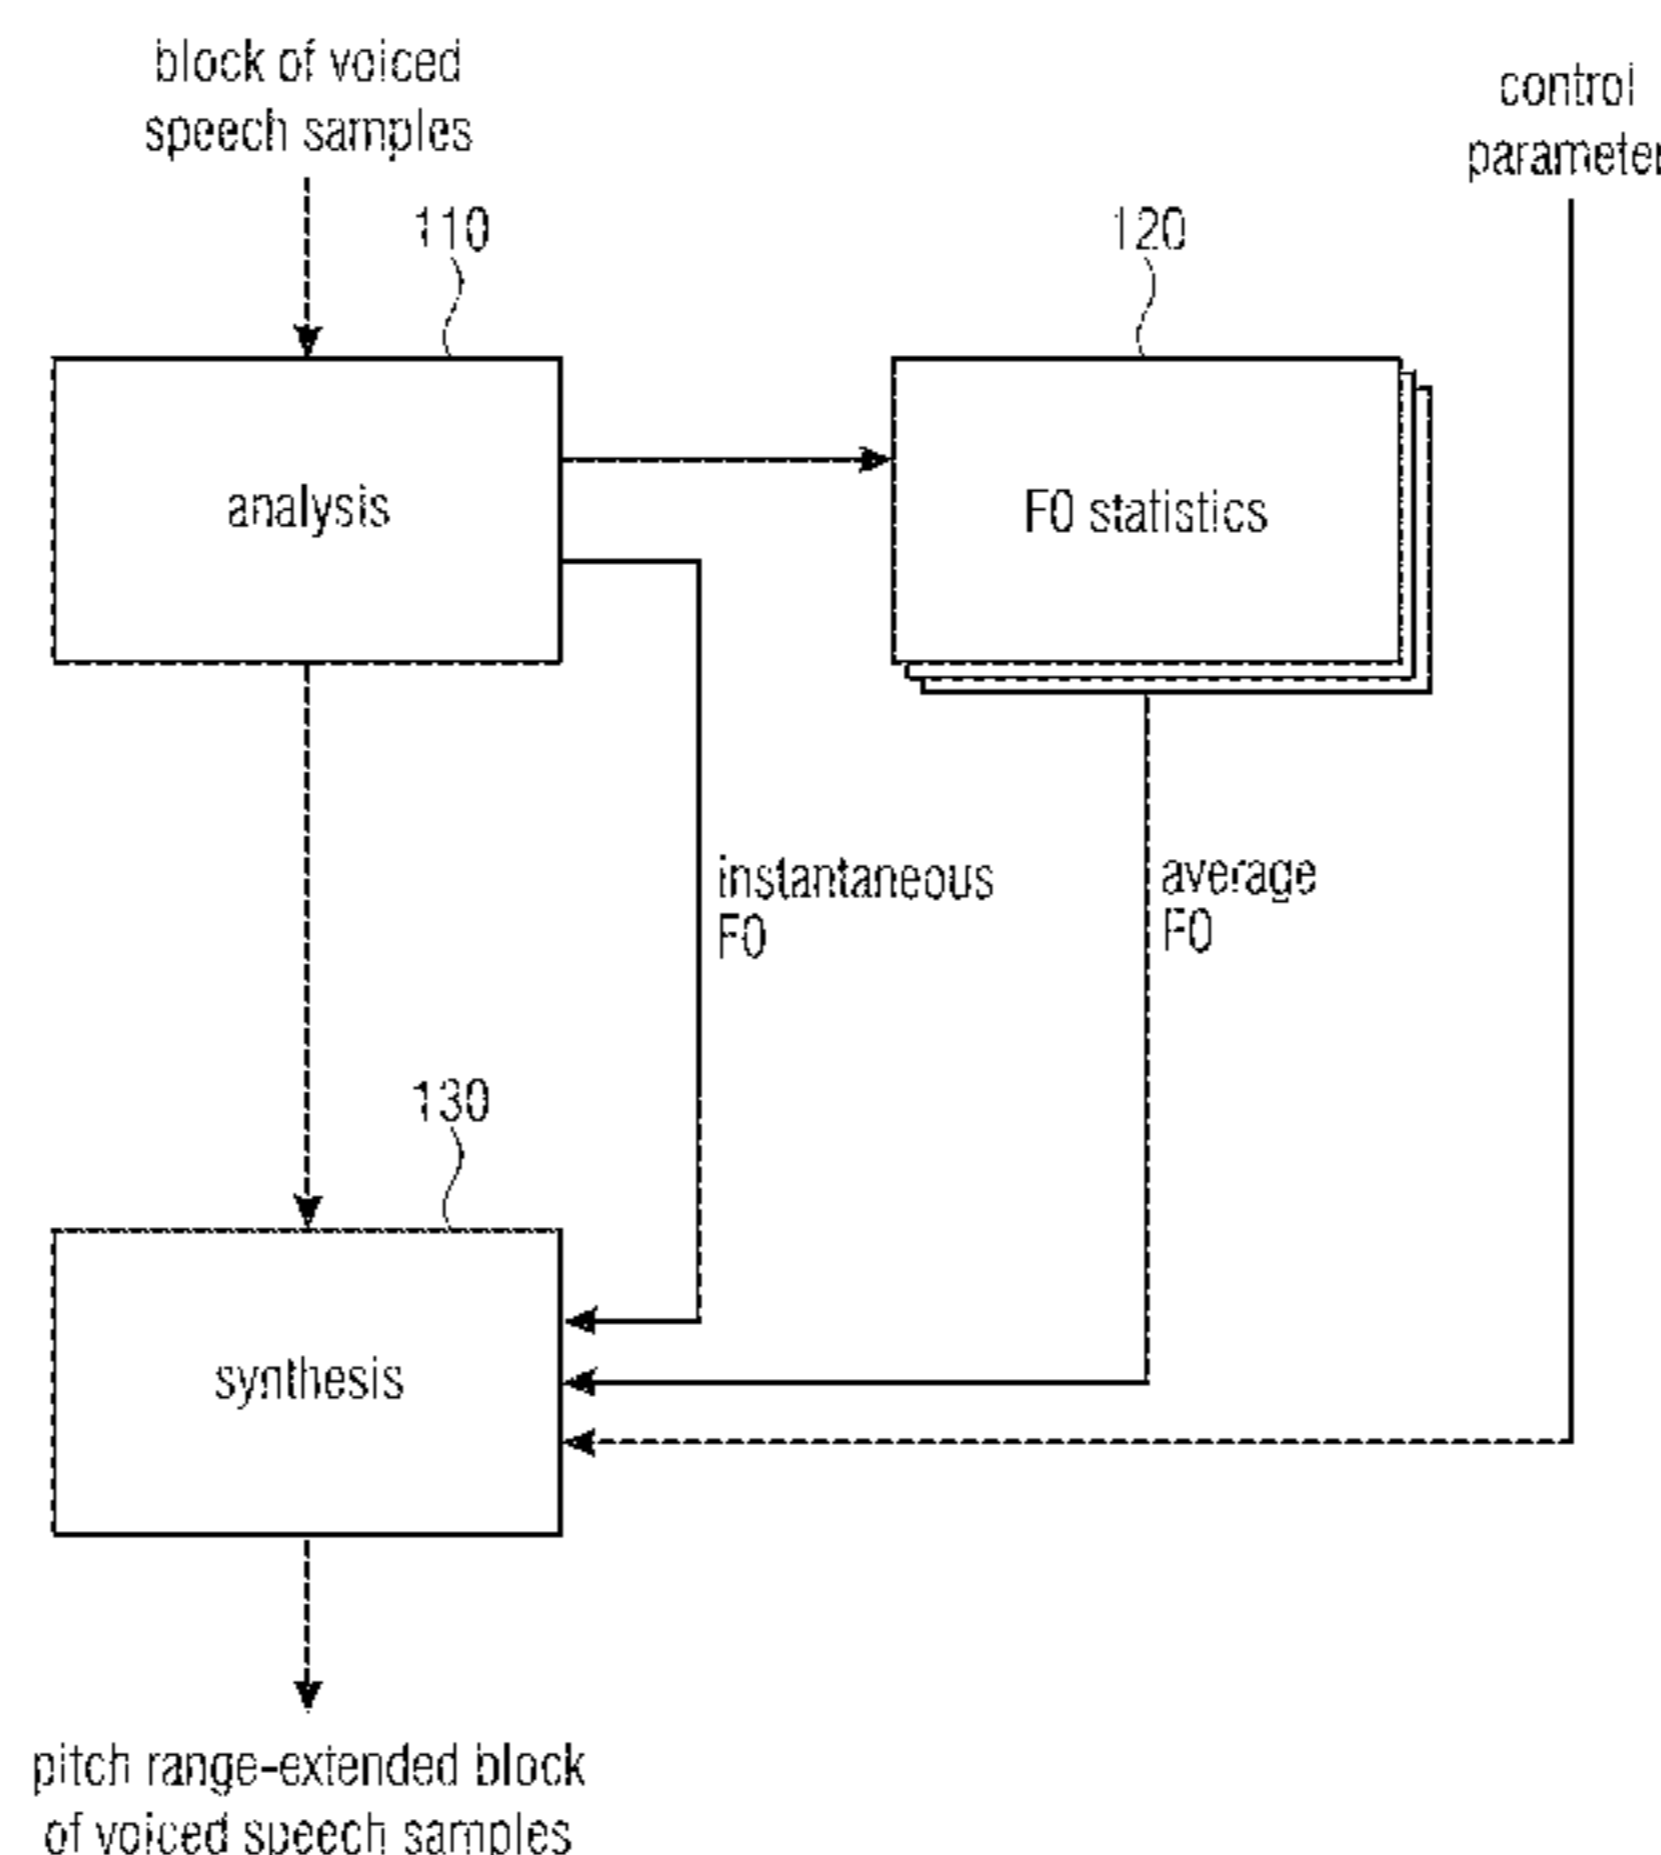 block of voiced
speech samples
control
parameter
110
120
analysis
F0 statistics
instantaneous
F0
average
F0
130
synthesis
pitch range-extended block
of voiced speech samples